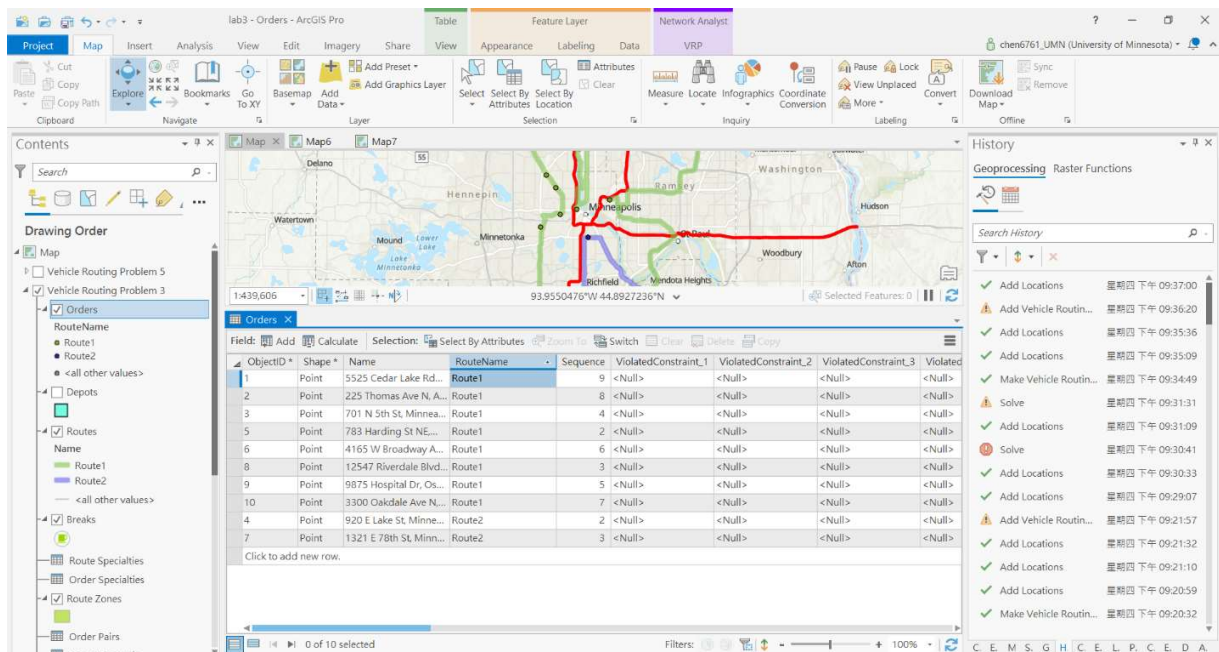 lab3 - Orders - ArcGIS Pro
Table
Feature Layer
Network Analyst
?
Project
Map
Insert
Analysis
View
Edit
Imagery
Share
View
Appearance
Labeling
Data
VRP
chen6761_UMN (University of Minnesota)
Paste
Cut
Copy
Copy Path
Clipboard
Explore
Bookmarks
Go To XY
Navigate
Basemap
Add Data
Add Preset
Add Graphics Layer
Layer
Select
Select By Attributes
Select By Location
Attributes
Clear
Selection
Measure
Locate
Infographics
Coordinate Conversion
Inquiry
Pause
Lock
View Unplaced
More
Convert
Labeling
Download Map
Sync
Remove
Offline
Contents
Search
Drawing Order
Map
Vehicle Routing Problem 5
Vehicle Routing Problem 3
Orders
RouteName
Route1
Route2
<all other values>
Depots
Routes
Name
Route1
Route2
<all other values>
Breaks
Route Specialties
Order Specialties
Route Zones
Order Pairs
Map
Map6
Map7
Delano
55
Hennepin
Ramsey
Washington
Watertown
Minneapolis
Hudson
Mound
Lower Lake
Minnetonka
St Paul
Lake Minnetonka
Woodbury
Afton
Richfield
Mendota Heights
1:439,606
93.9550476°W 44.8927236°N
Selected Features: 0
Orders
Field: Add Calculate Selection: Select By Attributes Zoom To Switch Clear Delete Copy
ObjectID * Shape * Name RouteName Sequence ViolatedConstraint_1 ViolatedConstraint_2 ViolatedConstraint_3 Violated
1 Point 5525 Cedar Lake Rd... Route1 9 <Null> <Null> <Null> <Null>
2 Point 225 Thomas Ave N, A... Route1 8 <Null> <Null> <Null> <Null>
3 Point 701 N 5th St, Minnea... Route1 4 <Null> <Null> <Null> <Null>
5 Point 783 Harding St NE,... Route1 2 <Null> <Null> <Null> <Null>
6 Point 4165 W Broadway A... Route1 6 <Null> <Null> <Null> <Null>
8 Point 12547 Riverdale Blvd... Route1 3 <Null> <Null> <Null> <Null>
9 Point 9875 Hospital Dr, Os... Route1 5 <Null> <Null> <Null> <Null>
10 Point 3300 Oakdale Ave N,... Route1 7 <Null> <Null> <Null> <Null>
4 Point 920 E Lake St, Minne... Route2 2 <Null> <Null> <Null> <Null>
7 Point 1321 E 78th St, Minn... Route2 3 <Null> <Null> <Null> <Null>
Click to add new row.
0 of 10 selected
Filters:
100%
History
Geoprocessing Raster Functions
Search History
Add Locations 星期四 下午 09:37:00
Add Vehicle Routin... 星期四 下午 09:36:20
Add Locations 星期四 下午 09:35:36
Add Locations 星期四 下午 09:35:09
Make Vehicle Routin... 星期四 下午 09:34:49
Solve 星期四 下午 09:31:31
Add Locations 星期四 下午 09:31:09
Solve 星期四 下午 09:30:41
Add Locations 星期四 下午 09:30:33
Add Locations 星期四 下午 09:29:07
Add Vehicle Routin... 星期四 下午 09:21:57
Add Locations 星期四 下午 09:21:32
Add Locations 星期四 下午 09:21:10
Add Locations 星期四 下午 09:20:59
Make Vehicle Routin... 星期四 下午 09:20:32
C. E. M S. G H C. E. L. P. C. E. D A.